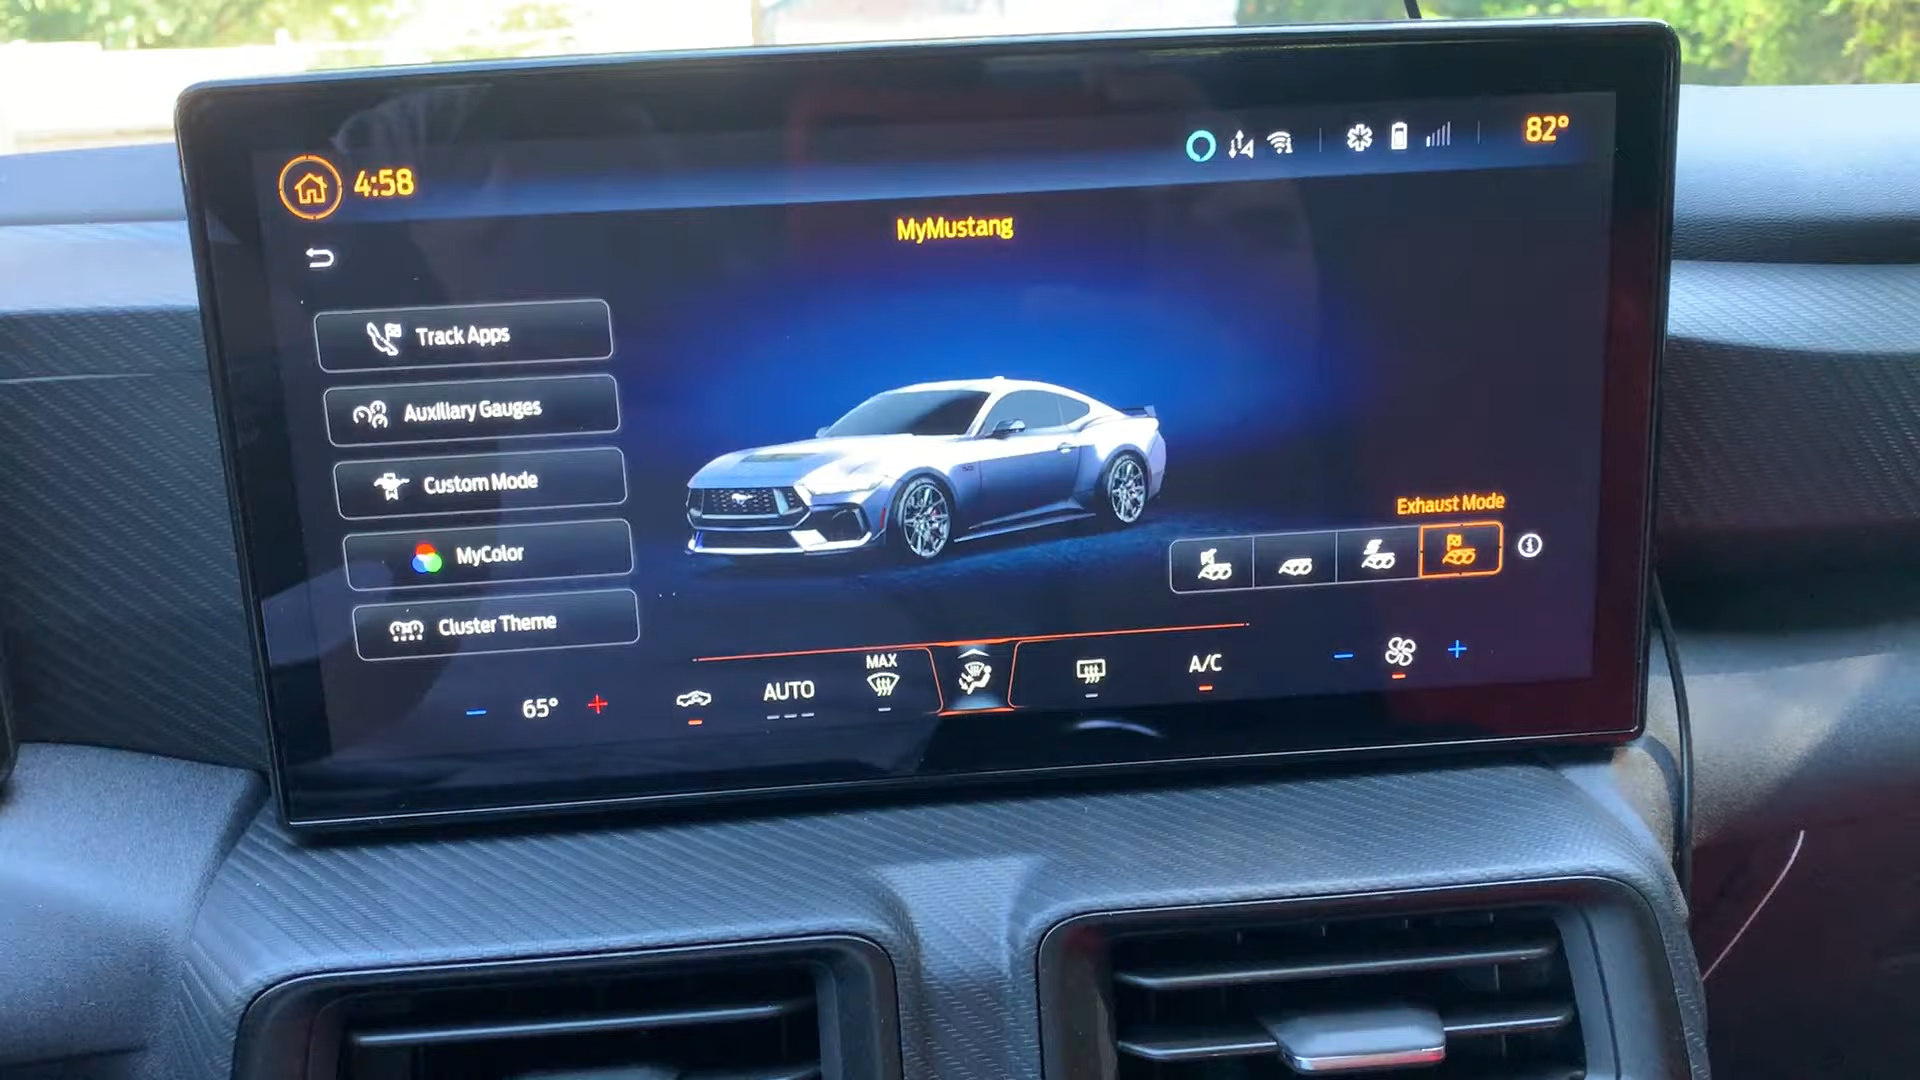 4:58
82°
MyMustang
Track Apps
Auxiliary Gauges
Custom Mode
MyColor
Cluster Theme
Exhaust Mode
65°
AUTO
MAX
A/C